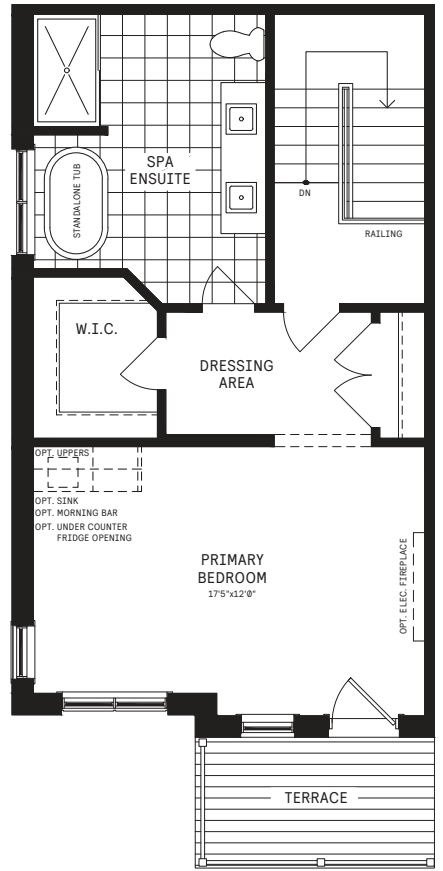 SPA
ENSUITE
STANDALONE TUB
DN
RAILING
W.I.C.
DRESSING
AREA
OPT. UPPERS
OPT. SINK
OPT. MORNING BAR
OPT. UNDER COUNTER
FRIDGE OPENING
PRIMARY
BEDROOM
17'5"x12'0"
OPT. ELEC. FIREPLACE
TERRACE